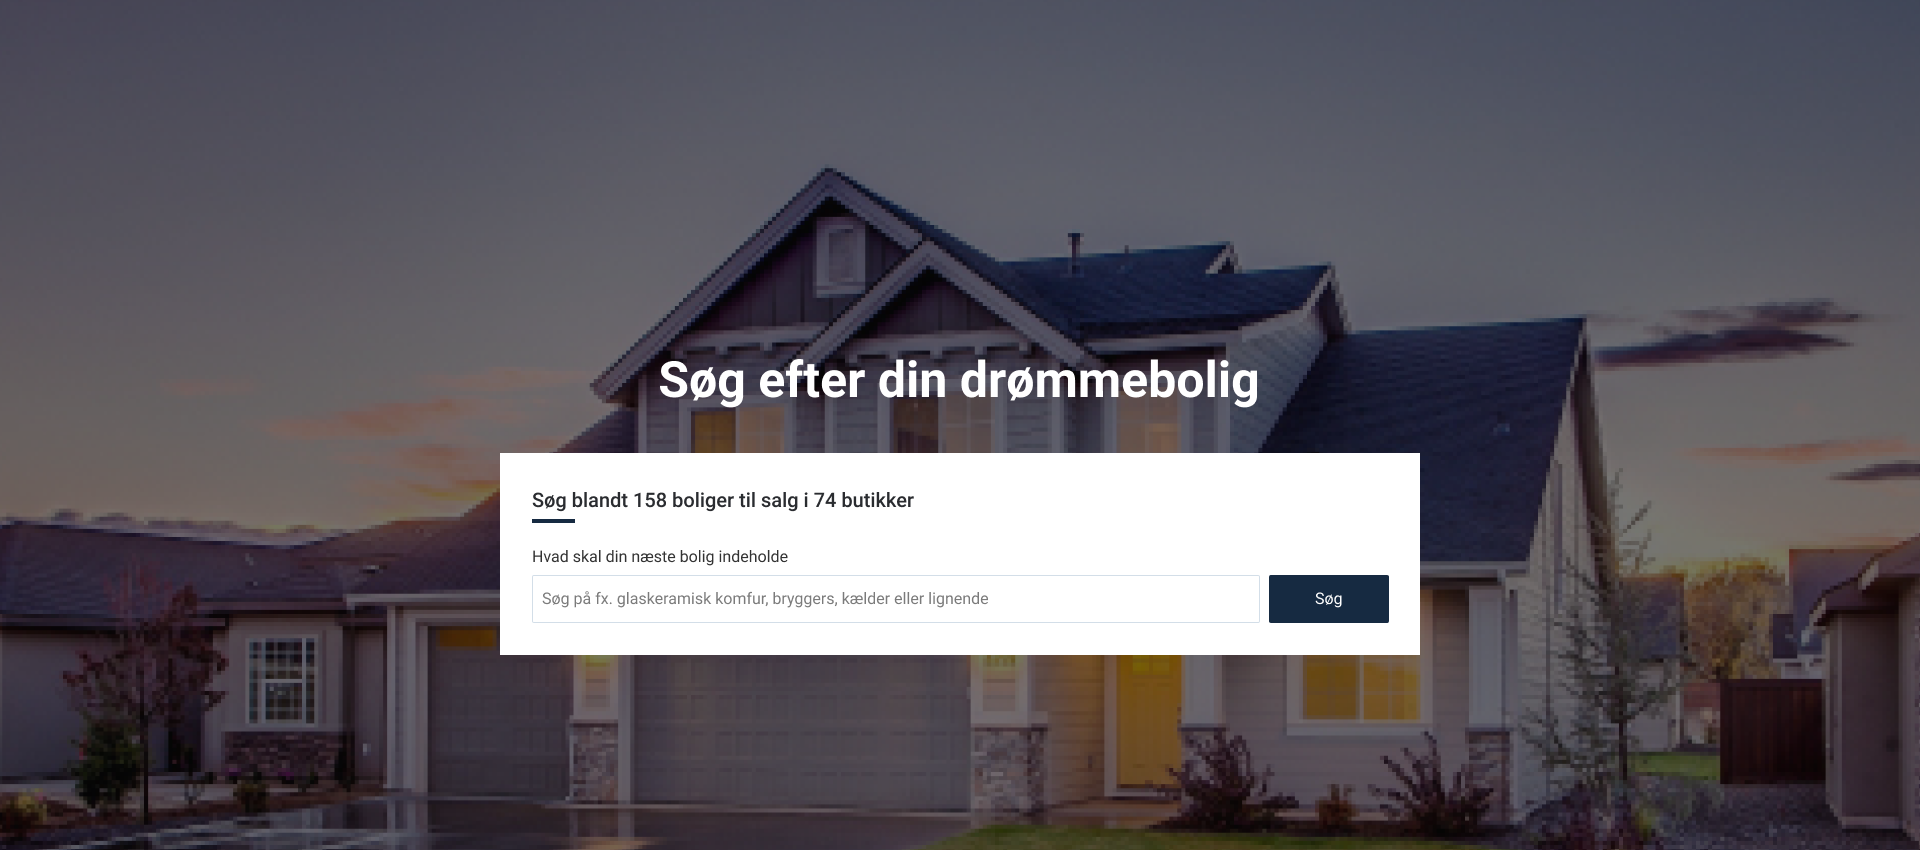 Søg efter din drømmebolig
Søg blandt 158 boliger til salg i 74 butikker
Hvad skal din næste bolig indeholde
Søg på fx. glaskeramisk komfur, bryggers, kælder eller lignende
Søg